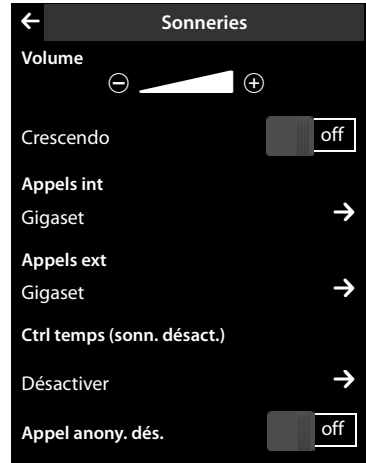 Sonneries
Volume
Crescendo off
Appels int
Gigaset
Appels ext
Gigaset
Ctrl temps (sonn. désact.)
Désactiver
Appel anony. dés. off